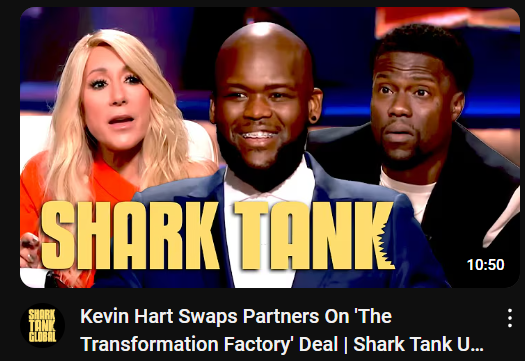 SHARK TANK
10:50
SHARK
TANK
GLOBAL
Kevin Hart Swaps Partners On 'The
Transformation Factory' Deal | Shark Tank U...